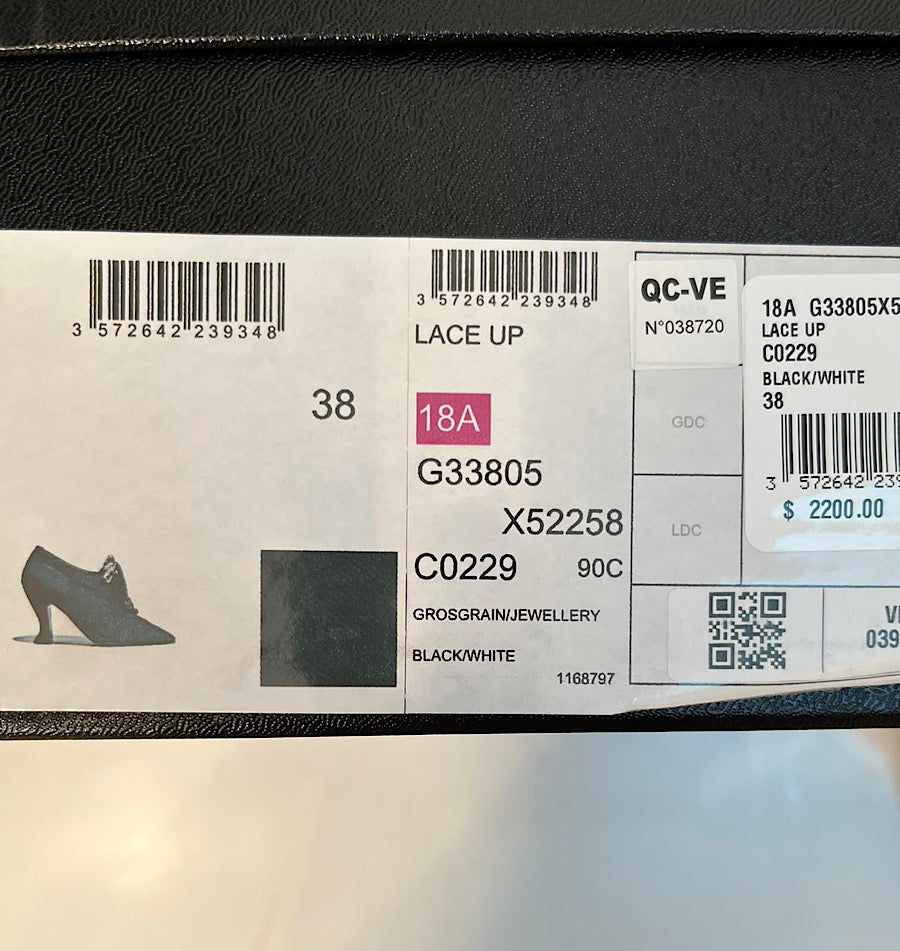 3 572642 239348
38
3 572642 239348
LACE UP
18A
G33805
X52258
C0229 90C
GROSGRAIN/JEWELLERY
BLACK/WHITE
1168797
QC-VE
N°038720
GDC
LDC
18A G33805X5
LACE UP
C0229
BLACK/WHITE
38
3 572642 239
$ 2200.00
039